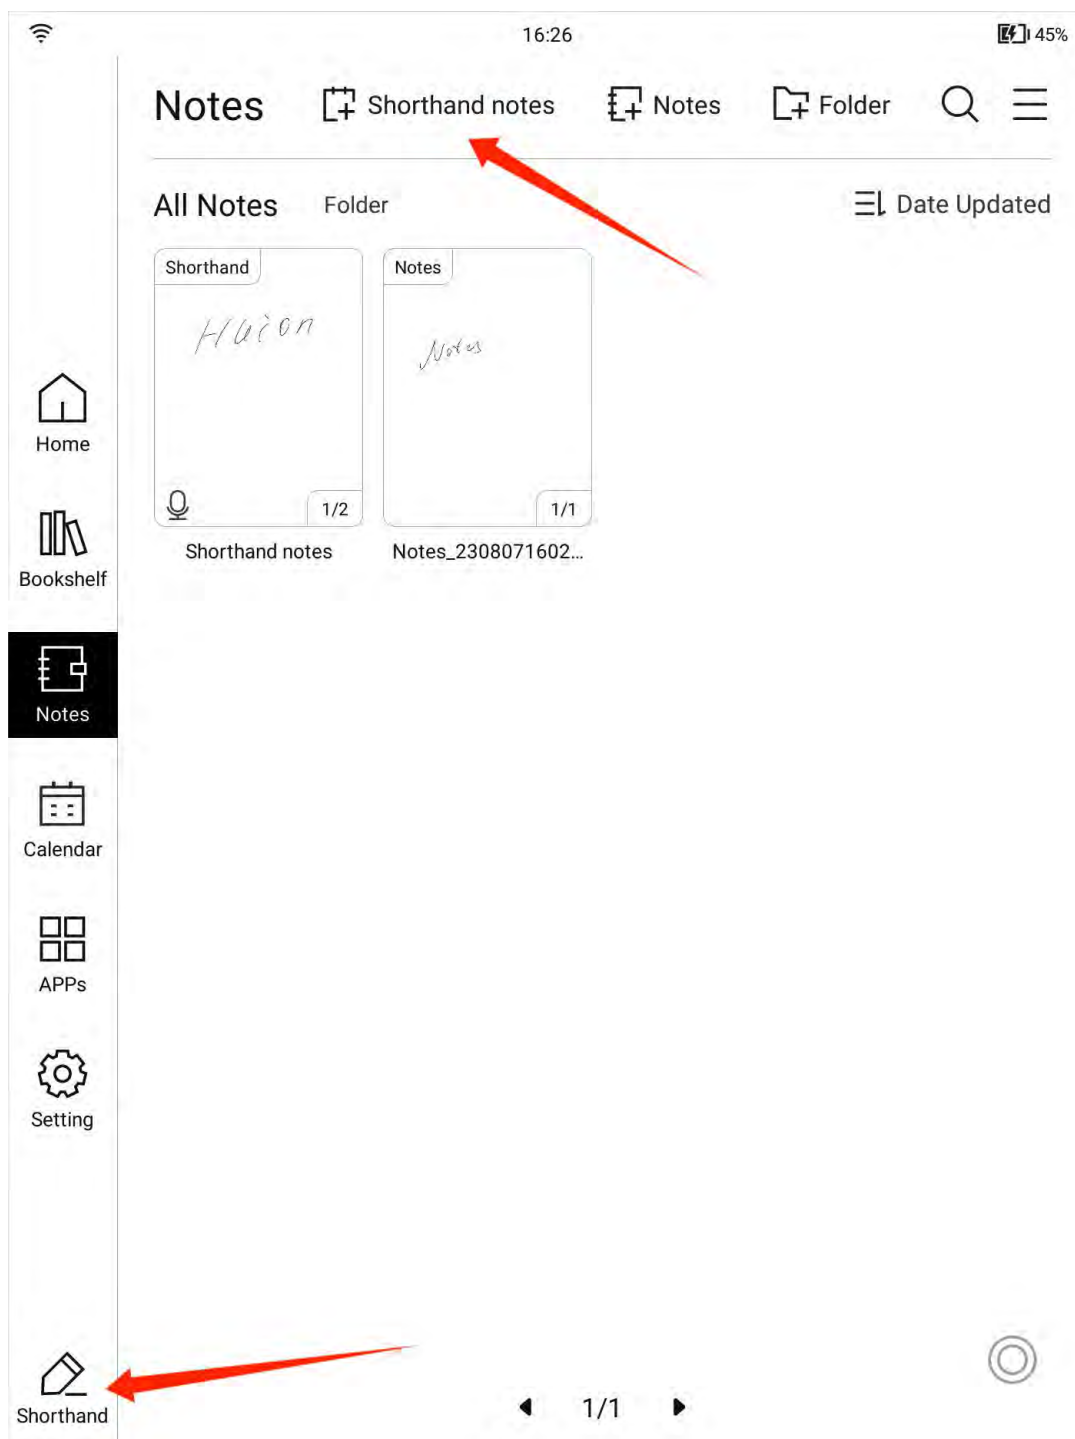 16:26
45%
Notes
Shorthand notes
Notes
Folder
All Notes
Folder
Date Updated
Shorthand
Huion
1/2
Shorthand notes
Notes
Notes
1/1
Notes_2308071602...
Home
Bookshelf
Notes
Calendar
APPs
Setting
Shorthand
1/1